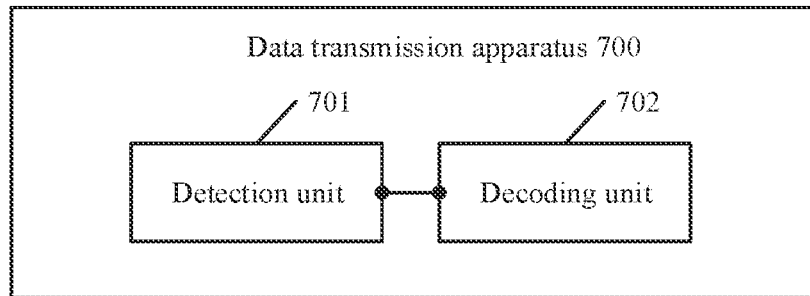 Data transmission apparatus 700
701 702
Detection unit Decoding unit